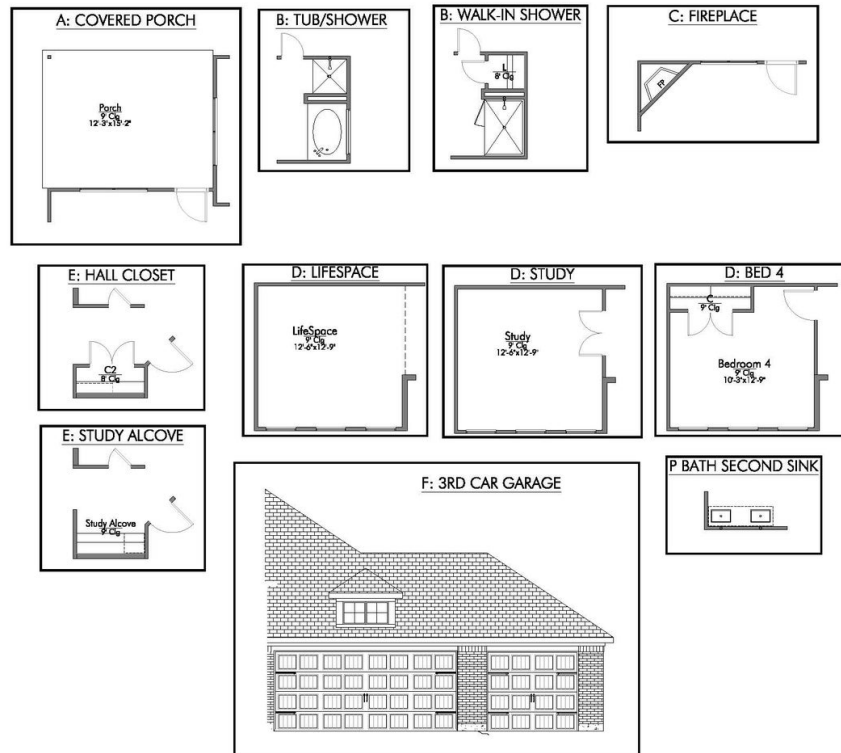 A: COVERED PORCH
Porch
9' Clg
12'-3"x15'-2"
B: TUB/SHOWER
B: WALK-IN SHOWER
L
8' Clg
C: FIREPLACE
FP
E: HALL CLOSET
C2
8' Clg
D: LIFESPACE
LifeSpace
9' Clg
12'-6"x12'-9"
D: STUDY
Study
9' Clg
12'-6"x12'-9"
D: BED 4
C
9' Clg
Bedroom 4
9' Clg
10'-3"x12'-9"
E: STUDY ALCOVE
Study Alcove
9' Clg
F: 3RD CAR GARAGE
P BATH SECOND SINK